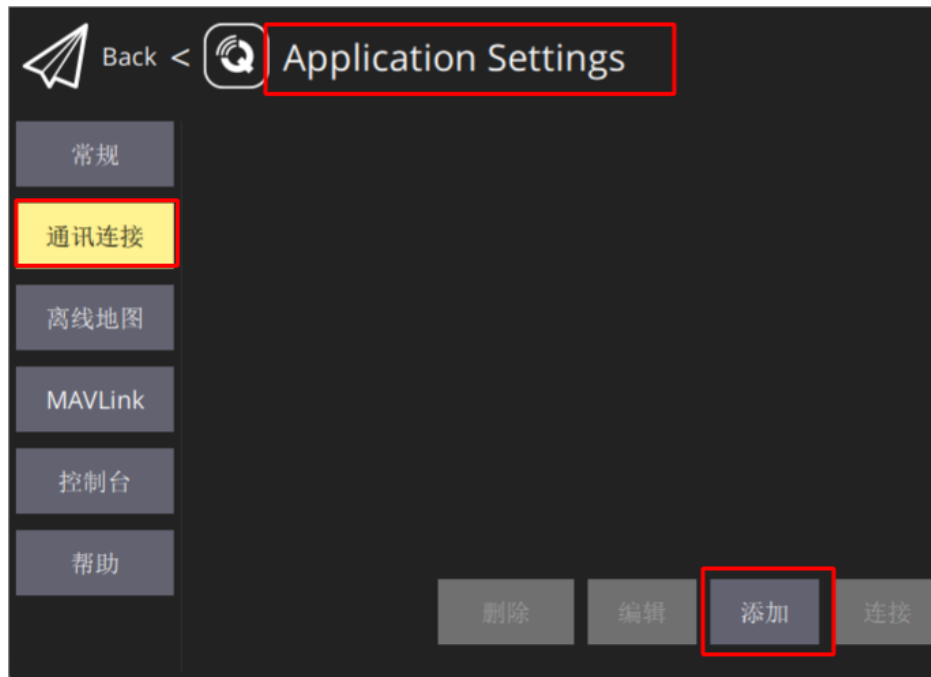 Back < Application Settings
常规
通讯连接
离线地图
MAVLink
控制台
帮助
删除 编辑 添加 连接